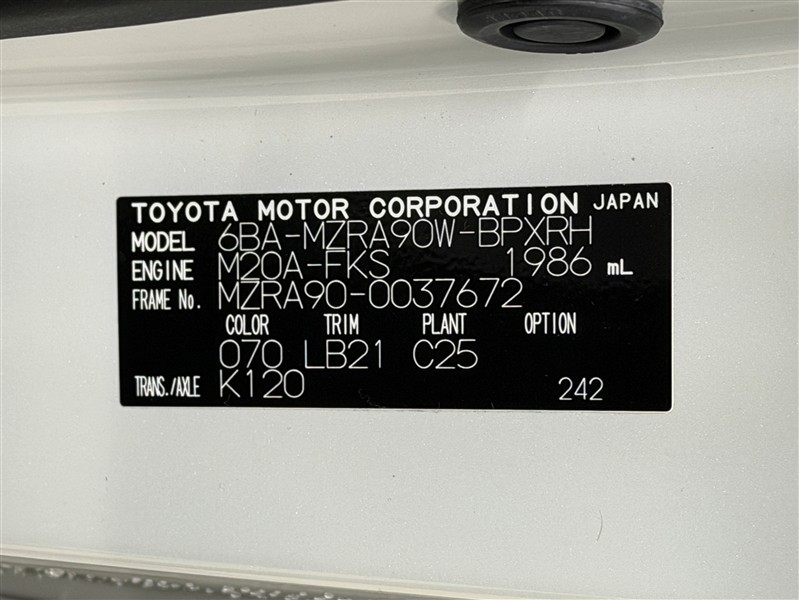 TOYOTA MOTOR CORPORATION JAPAN
MODEL 6BA-MZRA90W-BPXRH
ENGINE M20A-FKS 1986 mL
FRAME No. MZRA90-0037672
COLOR TRIM PLANT OPTION
070 LB21 C25
TRANS./AXLE K120 242